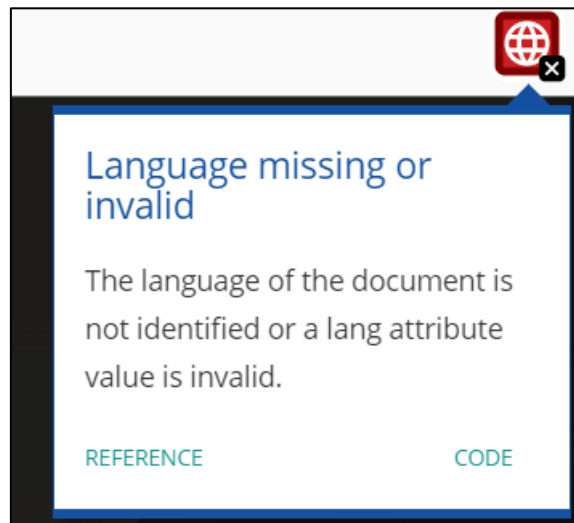 Language missing or
invalid
The language of the document is
not identified or a lang attribute
value is invalid.
REFERENCE CODE